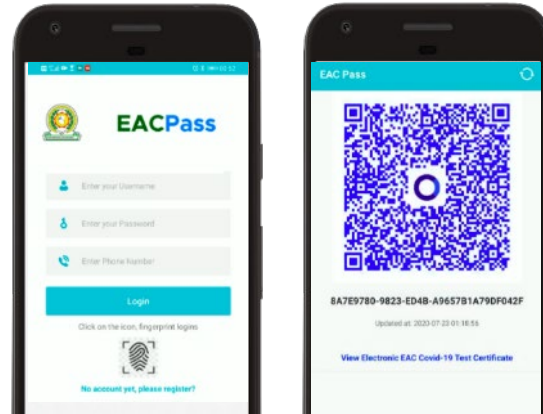 EACPass
Enter your Username
Enter your Password
Enter Phone Number
Login
Click on the icon, fingerprint logins
No account yet, please register?
EAC Pass
8A7E9780-9823-ED4B-A9657B1A79DF042F
Updated at: 2020-07-23 01:16:56
View Electronic EAC Covid-19 Test Certificate